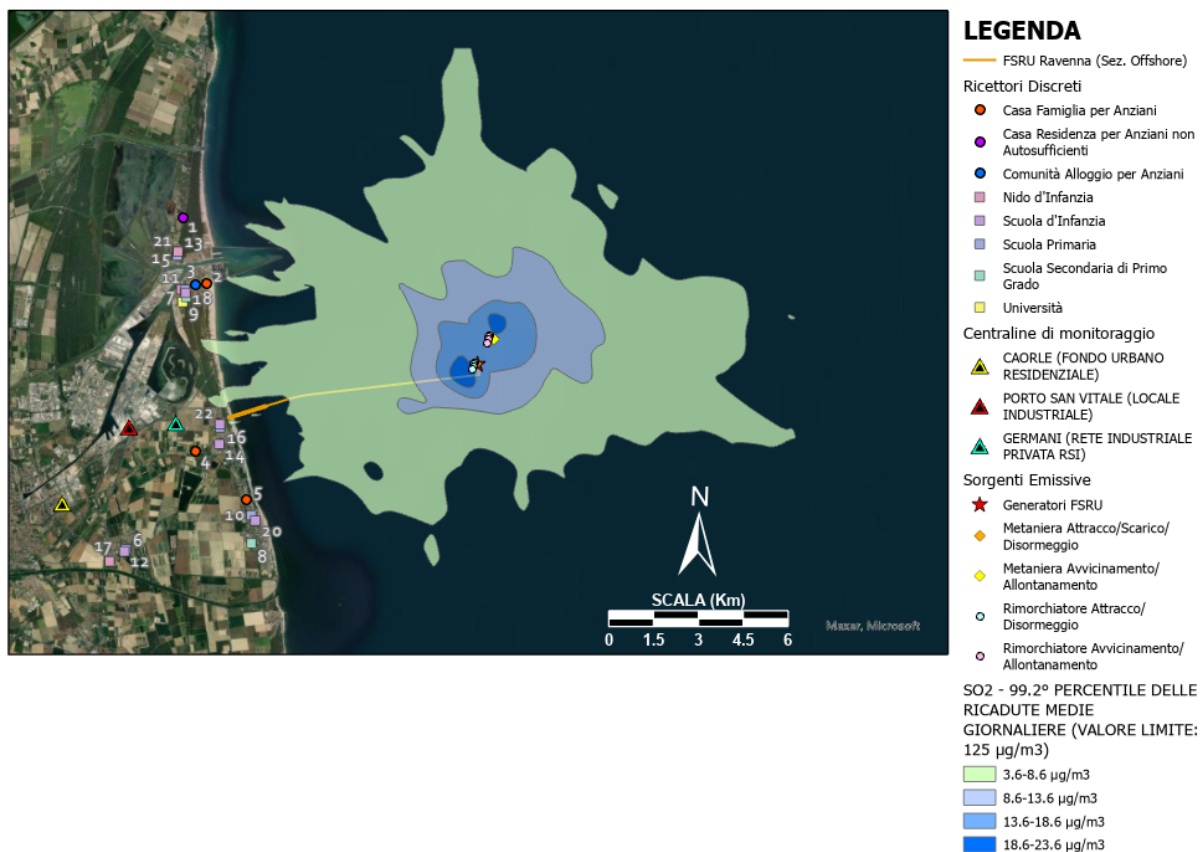 LEGENDA
FSRU Ravenna (Sez. Offshore)
Ricettori Discreti
Casa Famiglia per Anziani
Casa Residenza per Anziani non
Autosufficienti
Comunità Alloggio per Anziani
Nido d'Infanzia
Scuola d'Infanzia
Scuola Primaria
Scuola Secondaria di Primo
Grado
Università
Centraline di monitoraggio
CAORLE (FONDO URBANO
RESIDENZIALE)
PORTO SAN VITALE (LOCALE
INDUSTRIALE)
GERMANI (RETE INDUSTRIALE
PRIVATA RSI)
Sorgenti Emissive
Generatori FSRU
Metaniera Attracco/Scarico/
Disormeggio
Metaniera Avvicinamento/
Allontanamento
Rimorchiatore Attracco/
Disormeggio
Rimorchiatore Avvicinamento/
Allontanamento
SO2 - 99.2° PERCENTILE DELLE
RICADUTE MEDIE
GIORNALIERE (VALORE LIMITE:
125 µg/m3)
3.6-8.6 µg/m3
8.6-13.6 µg/m3
13.6-18.6 µg/m3
18.6-23.6 µg/m3
1
21 13
15
3 2
11
7 18
9
22
16
14
4
5
10
20
8
6
17
12
N
SCALA (Km)
0 1.5 3 4.5 6
Maxar, Microsoft